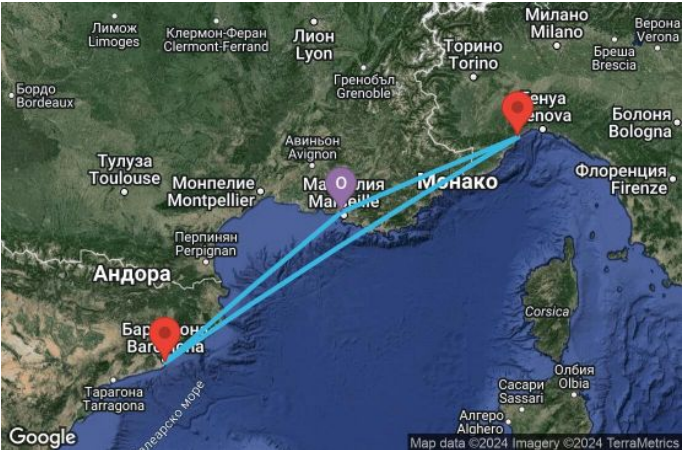 Лимож
Limoges
Клермон-Феран
Clermont-Ferrand
Лион
Lyon
Милано
Milano
Верона
Verona
Торино
Torino
Бреша
Brescia
Бордо
Bordeaux
Гренобъл
Grenoble
Генуа
Genova
Болоня
Bologna
Авиньон
Avignon
Тулуза
Toulouse
Монпелие
Montpellier
O
Марсилия
Marseille
Монако
Флоренция
Firenze
Перпинян
Perpignan
Андора
Corsica
Барселона
Barcelona
Тарагона
Tarragona
Олбия
Olbia
Сасари
Sassari
Алгеро
Alghero
алеарско море
Google
Map data ©2024 Imagery ©2024 TerraMetrics